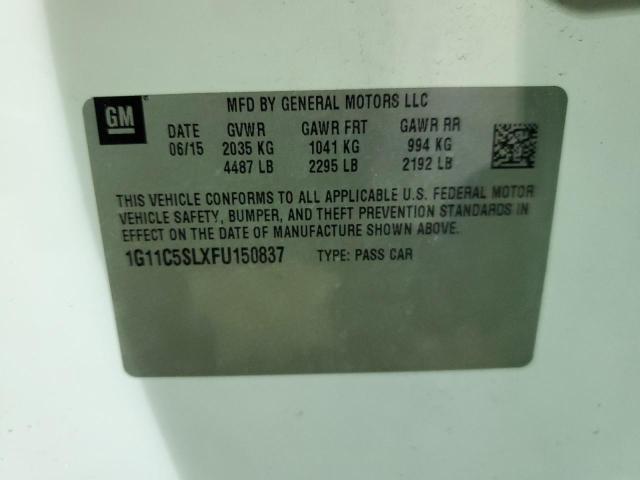 GM
MFD BY GENERAL MOTORS LLC
DATE GVWR GAWR FRT GAWR RR
06/15 2035 KG 1041 KG 994 KG
4487 LB 2295 LB 2192 LB
THIS VEHICLE CONFORMS TO ALL APPLICABLE U.S. FEDERAL MOTOR
VEHICLE SAFETY, BUMPER, AND THEFT PREVENTION STANDARDS IN
EFFECT ON THE DATE OF MANUFACTURE SHOWN ABOVE.
1G11C5SLXFU150837 TYPE: PASS CAR